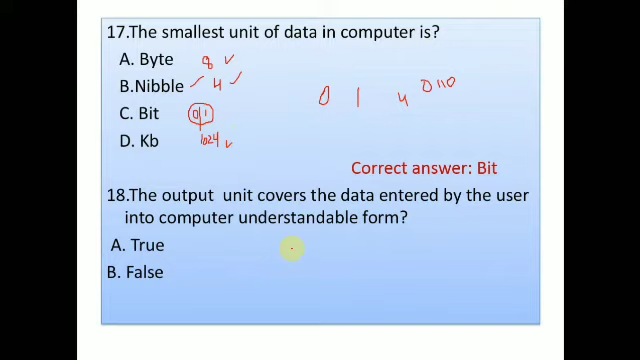 17.The smallest unit of data in computer is?
A. Byte 8
B.Nibble 4
C. Bit 0 1
D. Kb 1024
0 1 4 0110
Correct answer: Bit
18.The output unit covers the data entered by the user
into computer understandable form?
A. True
B. False